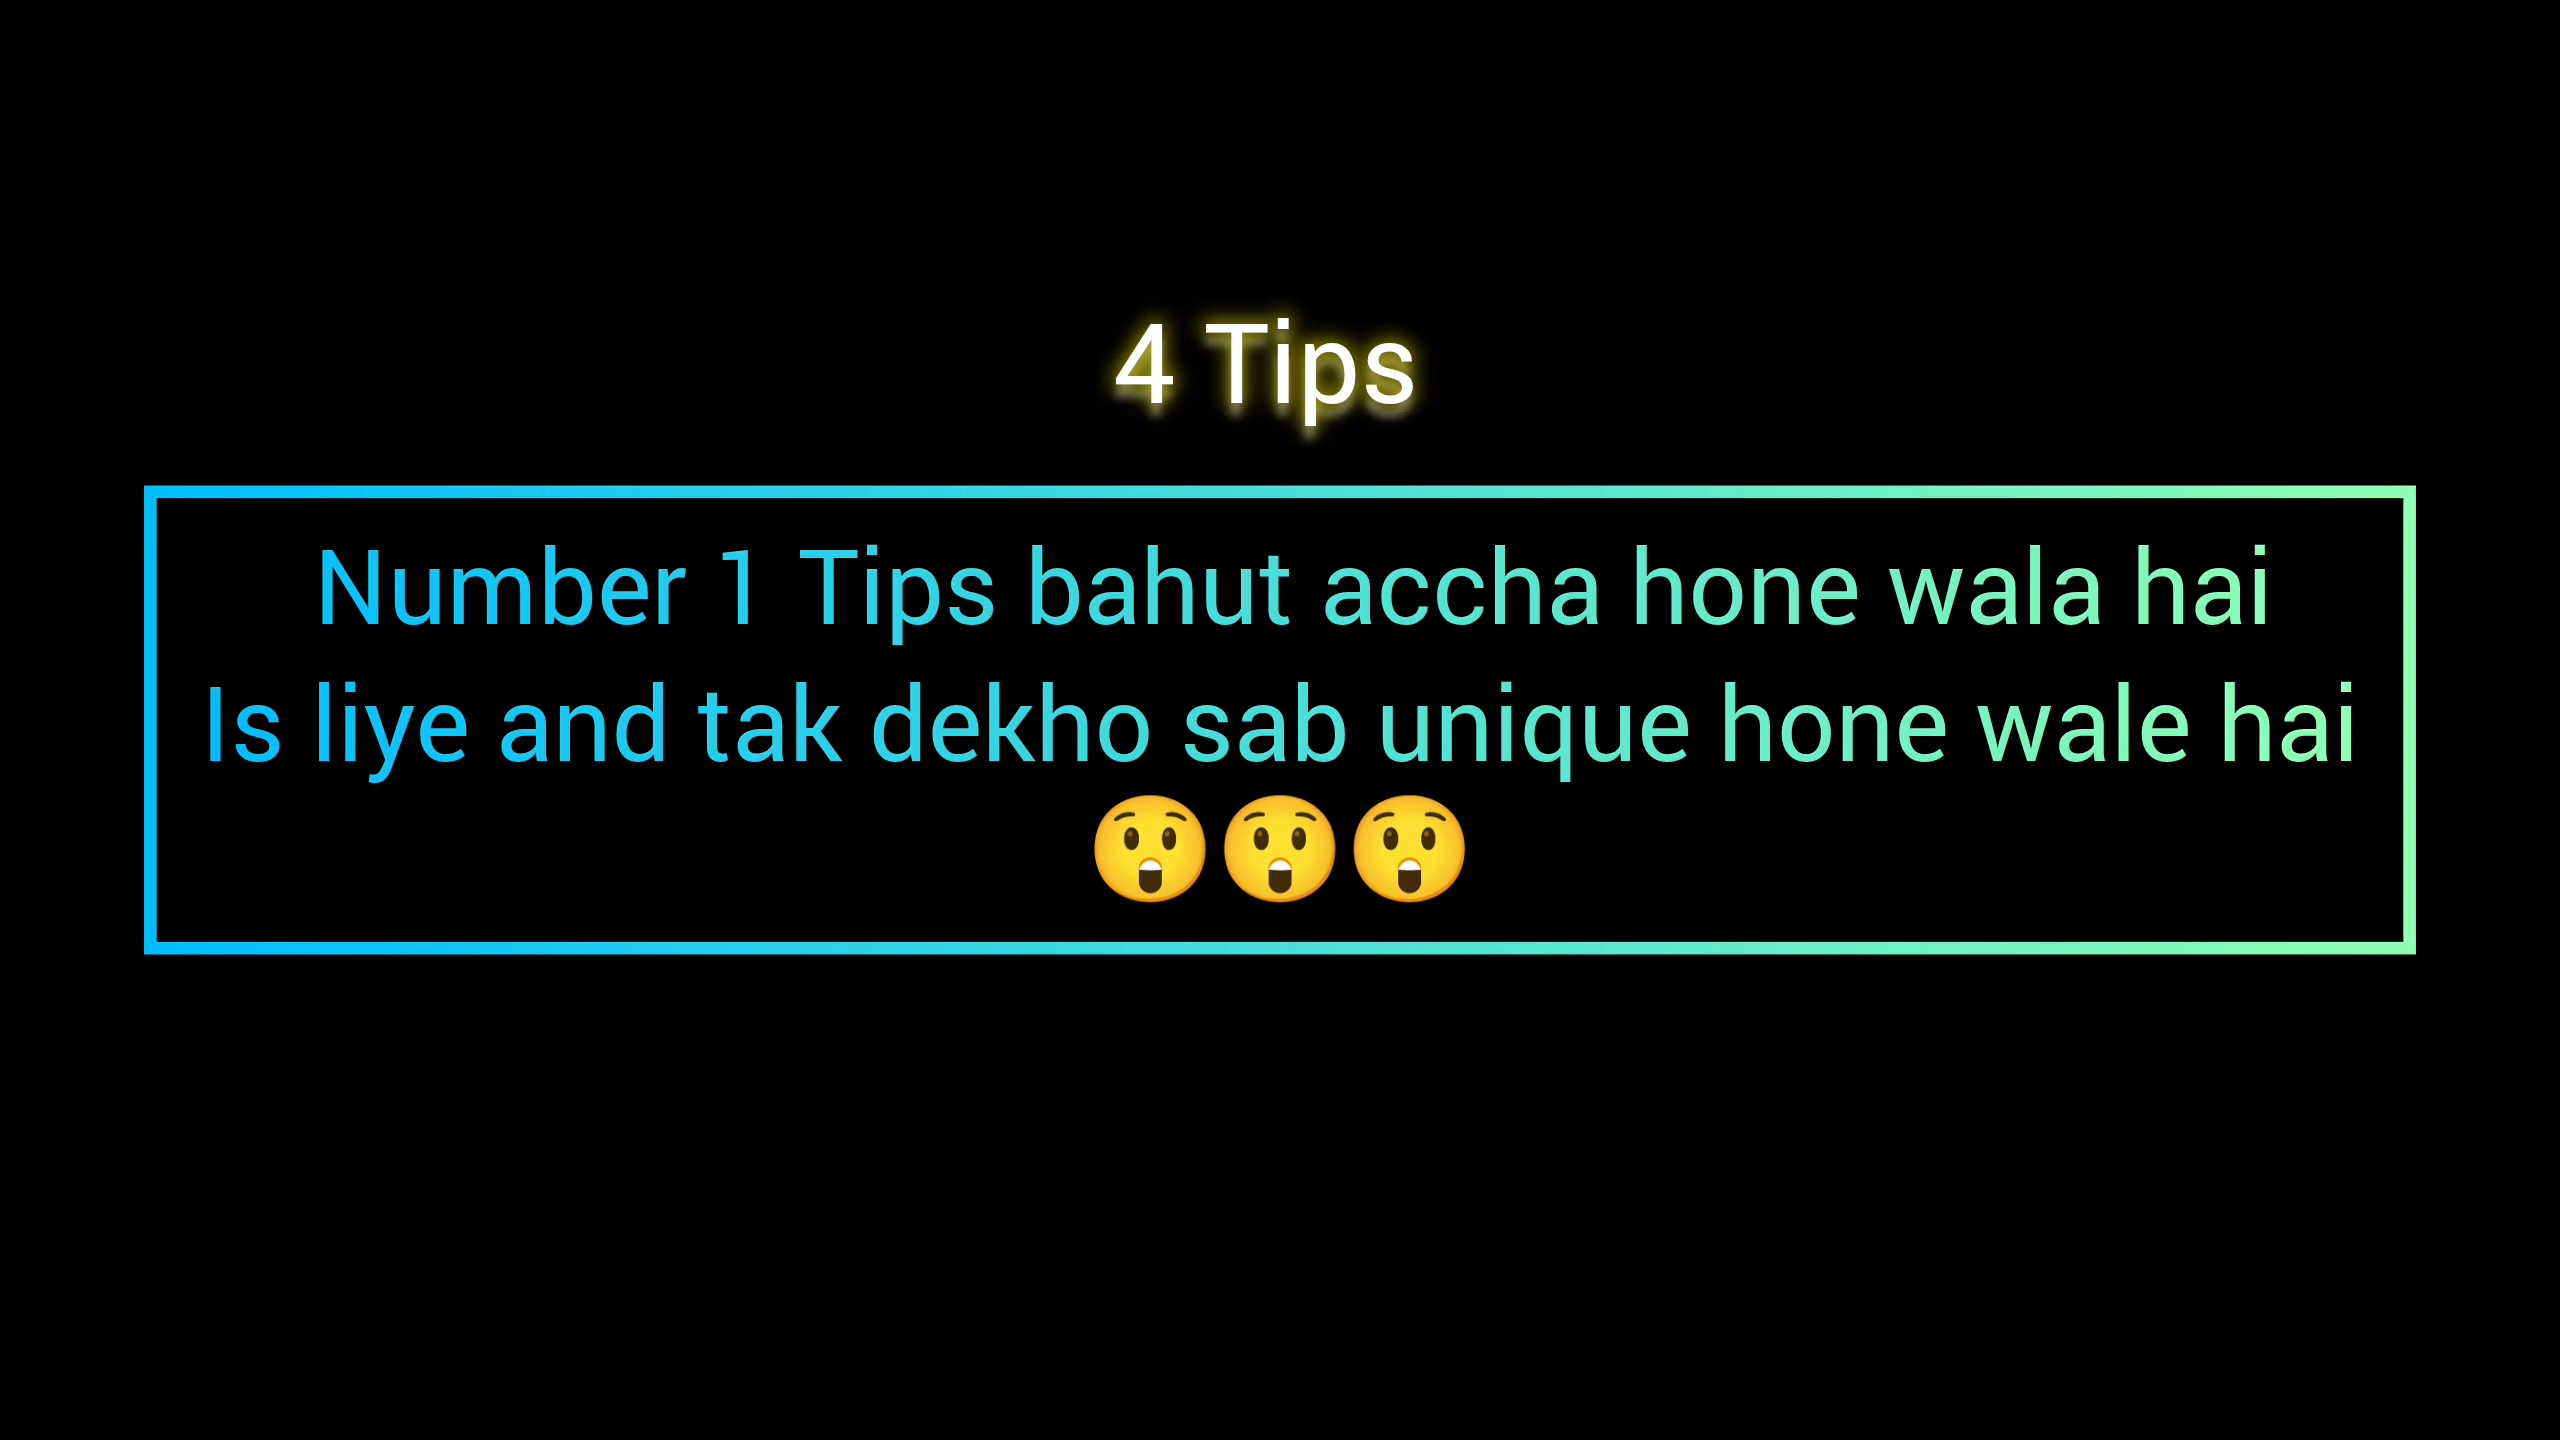 4 Tips
Number 1 Tips bahut accha hone wala hai
Is liye and tak dekho sab unique hone wale hai
😲😲😲